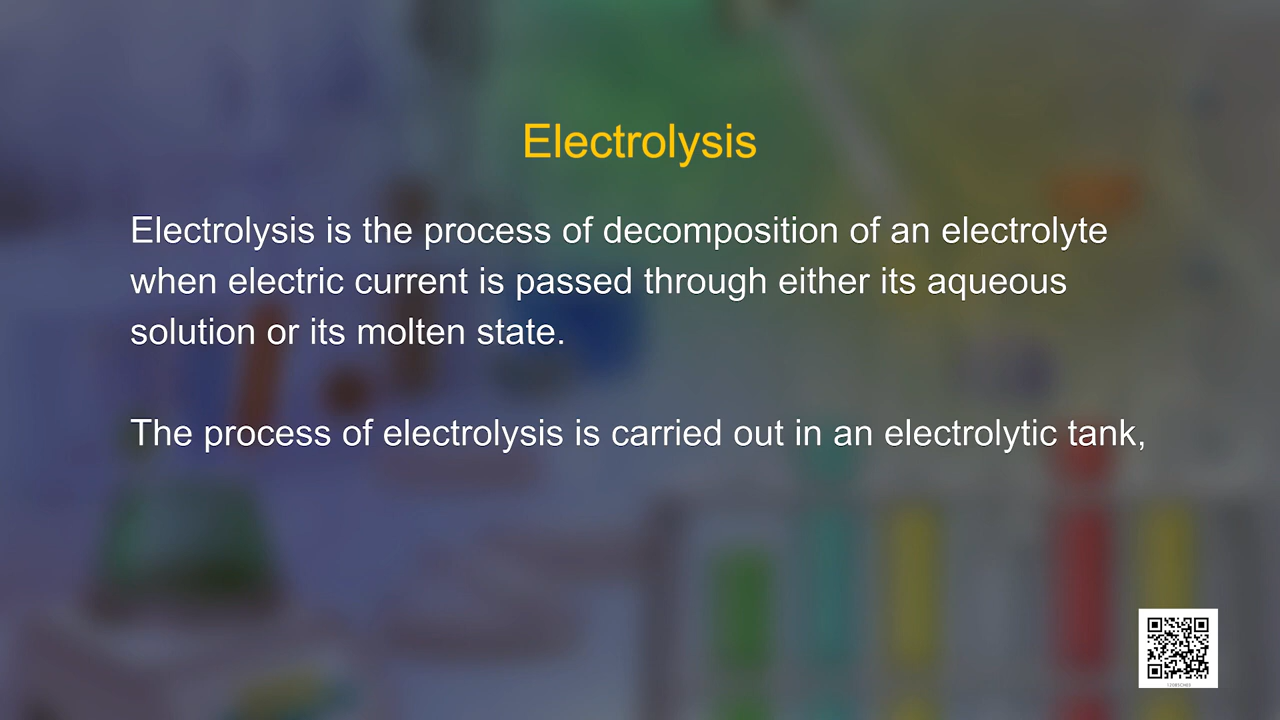 Electrolysis
Electrolysis is the process of decomposition of an electrolyte
when electric current is passed through either its aqueous
solution or its molten state.
The process of electrolysis is carried out in an electrolytic tank,